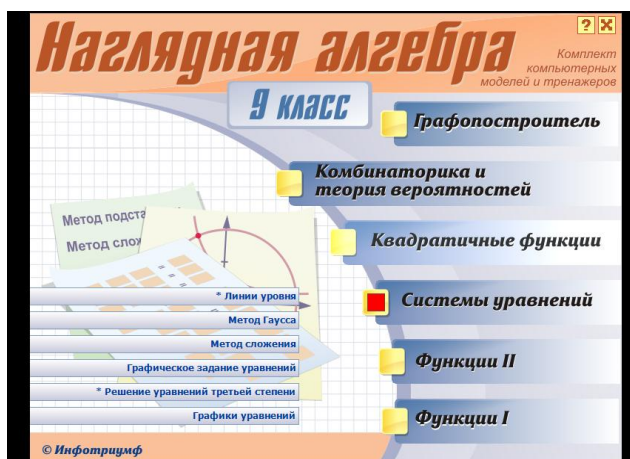 Наглядная алгебра
? X
Комплект
компьютерных
моделей и тренажеров
9 класс
Графопостроитель
Комбинаторика и
теория вероятностей
Метод подста
Метод слож
Квадратичные функции
* Линии уровня
Системы уравнений
Метод Гаусса
Метод сложения
Графическое задание уравнений
Функции II
* Решение уравнений третьей степени
Графики уравнений
Функции I
© Инфотриумф